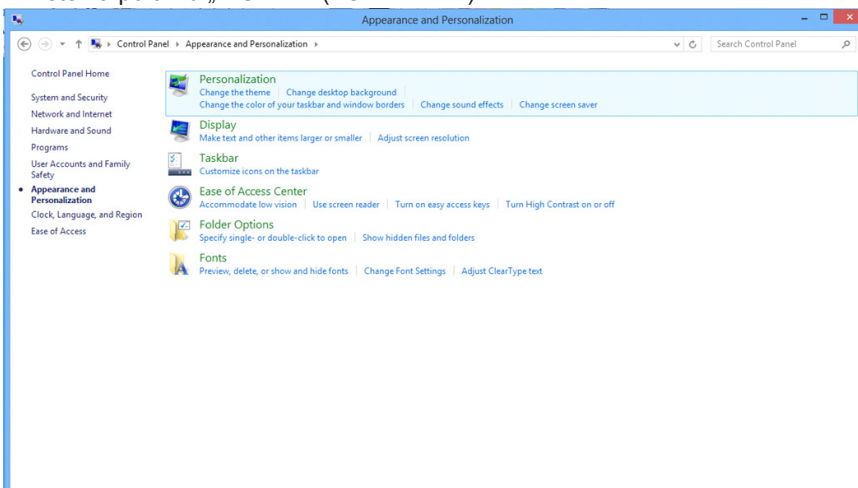 Appearance and Personalization
Control Panel Appearance and Personalization
Search Control Panel
Control Panel Home
System and Security
Network and Internet
Hardware and Sound
Programs
User Accounts and Family
Safety
Appearance and
Personalization
Clock, Language, and Region
Ease of Access
Personalization
Change the theme Change desktop background
Change the color of your taskbar and window borders Change sound effects Change screen saver
Display
Make text and other items larger or smaller Adjust screen resolution
Taskbar
Customize icons on the taskbar
Ease of Access Center
Accommodate low vision Use screen reader Turn on easy access keys Turn High Contrast on or off
Folder Options
Specify single- or double-click to open Show hidden files and folders
Fonts
Preview, delete, or show and hide fonts Change Font Settings Adjust ClearType text